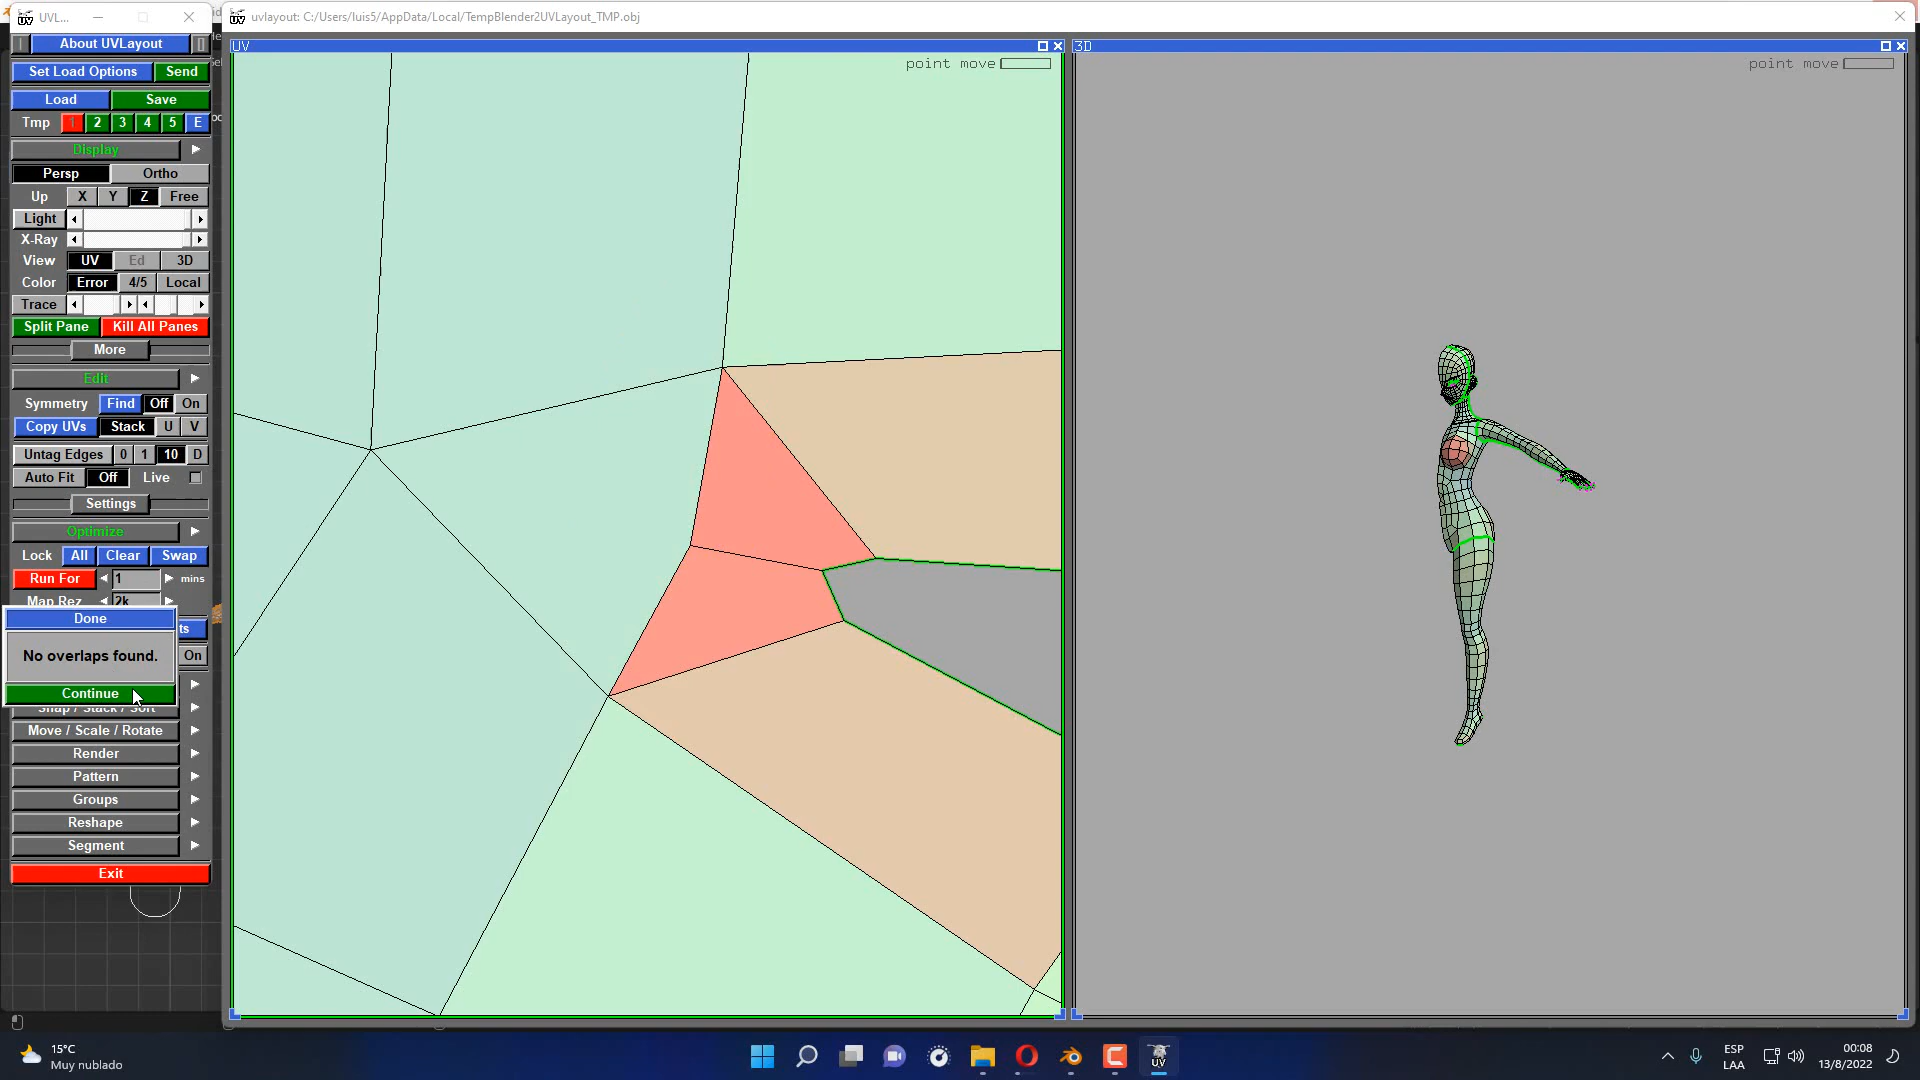 UVL...
uvlayout: C:/Users/luis5/AppData/Local/TempBlender2UVLayout_TMP.obj
About UVLayout
Set Load Options Send
Load Save
Tmp 1 2 3 4 5 E
Display
Persp Ortho
Up X Y Z Free
Light
X-Ray
View UV Ed 3D
Color Error 4/5 Local
Trace
Split Pane Kill All Panes
More
Edit
Symmetry Find Off On
Copy UVs Stack U V
Untag Edges 0 1 10 D
Auto Fit Off Live
Settings
Optimize
Lock All Clear Swap
Run For 1 mins
Map Rez 2k
Done
ts
No overlaps found.
On
Continue
Snap / Stack / Sort
Move / Scale / Rotate
Render
Pattern
Groups
Reshape
Segment
Exit
UV
point move
3D
point move
15°C
Muy nublado
UV
ESP
LAA
00:08
13/8/2022